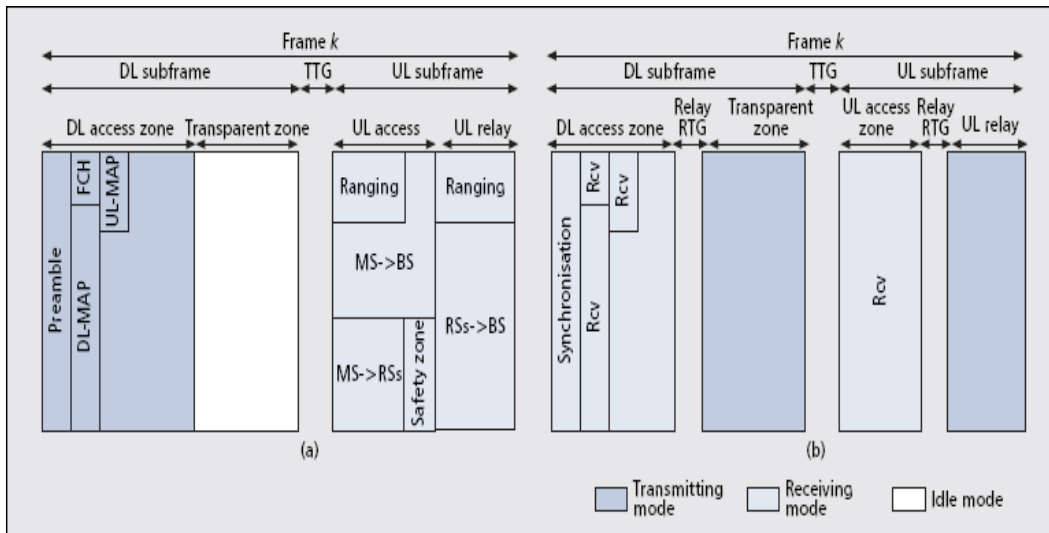 Frame k
DL subframe
TTG
UL subframe
DL access zone
Transparent zone
UL access
UL relay
Preamble
FCH
DL-MAP
UL-MAP
Ranging
Ranging
MS->BS
MS->RSs
Safety zone
RSs->BS
(a)
Frame k
DL subframe
TTG
UL subframe
DL access zone
Relay
RTG
Transparent
zone
UL access
zone
Relay
RTG
UL relay
Synchronisation
Rcv
Rcv
Rcv
Rcv
(b)
Transmitting
mode
Receiving
mode
Idle mode